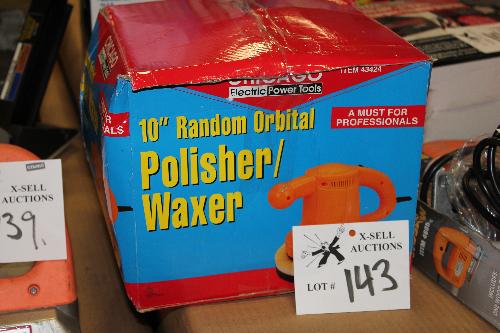 CHICAGO
Electric Power Tools
ITEM 43424
10" Random Orbital
Polisher/
Waxer
A MUST FOR
PROFESSIONALS
R
ALS
X-SELL
AUCTIONS
39.
X-SELL
AUCTIONS
LOT # 143